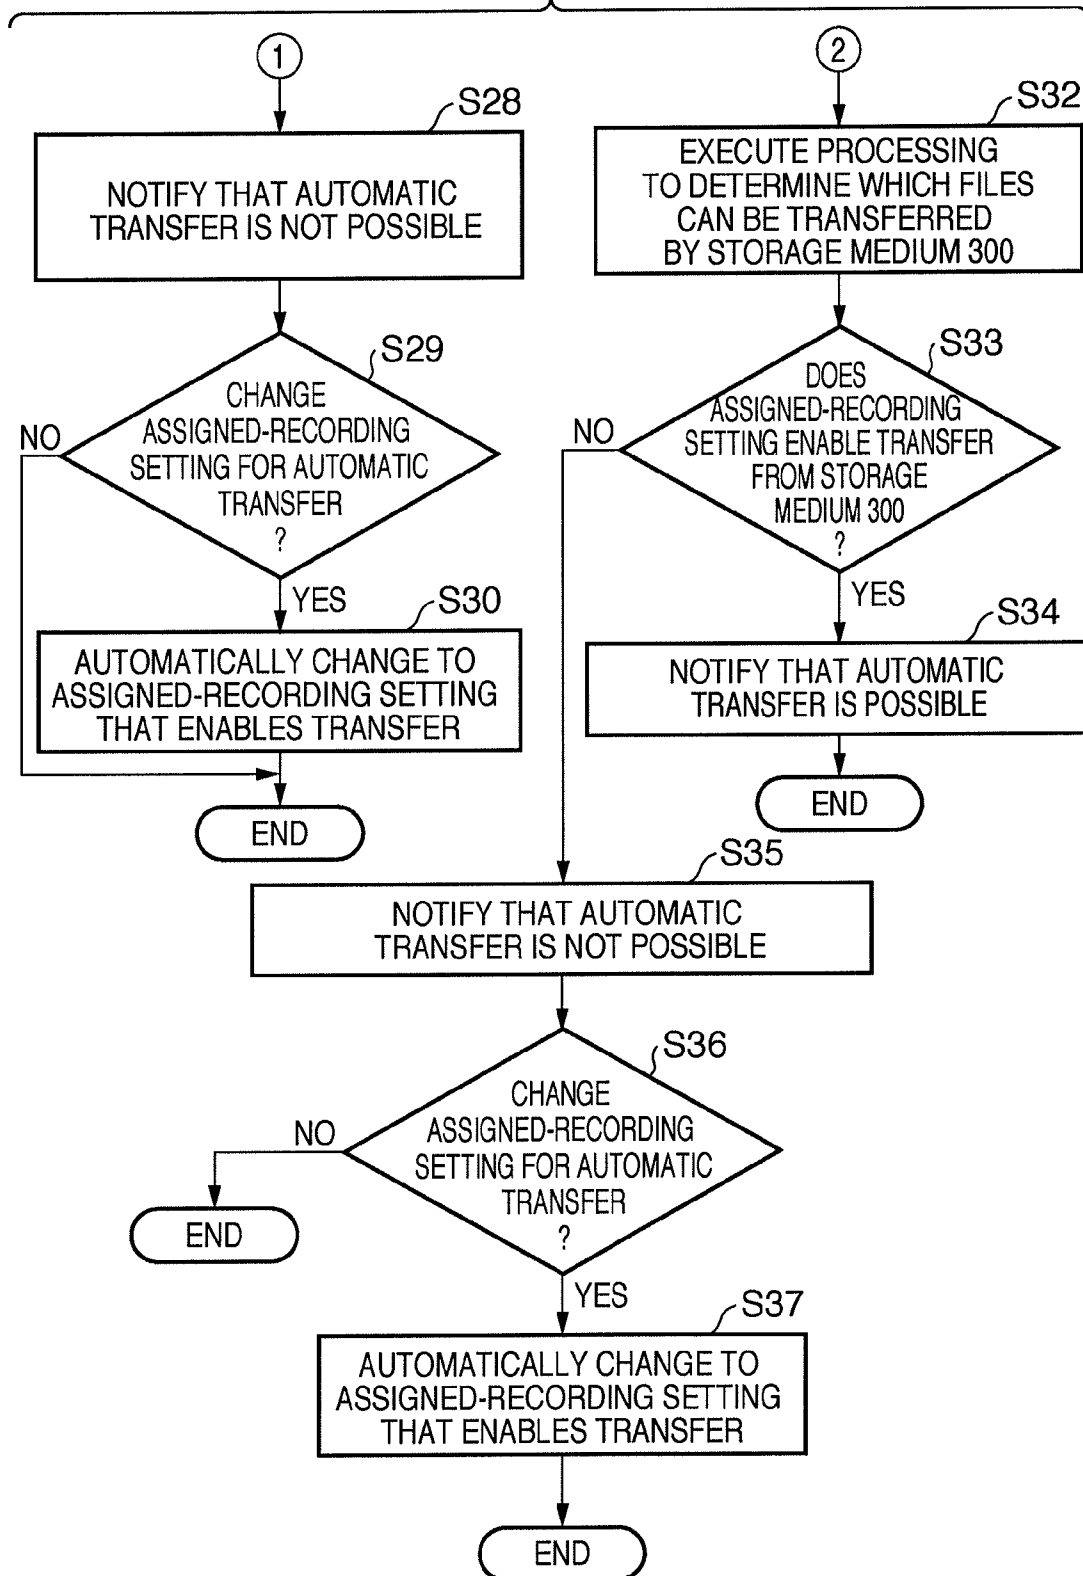 1
S28
NOTIFY THAT AUTOMATIC
TRANSFER IS NOT POSSIBLE
S29
CHANGE
ASSIGNED-RECORDING
SETTING FOR AUTOMATIC
TRANSFER
?
NO
YES
S30
AUTOMATICALLY CHANGE TO
ASSIGNED-RECORDING SETTING
THAT ENABLES TRANSFER
END
2
S32
EXECUTE PROCESSING
TO DETERMINE WHICH FILES
CAN BE TRANSFERRED
BY STORAGE MEDIUM 300
S33
DOES
ASSIGNED-RECORDING
SETTING ENABLE TRANSFER
FROM STORAGE
MEDIUM 300
?
NO
YES
S34
NOTIFY THAT AUTOMATIC
TRANSFER IS POSSIBLE
END
S35
NOTIFY THAT AUTOMATIC
TRANSFER IS NOT POSSIBLE
S36
CHANGE
ASSIGNED-RECORDING
SETTING FOR AUTOMATIC
TRANSFER
?
NO
END
YES
S37
AUTOMATICALLY CHANGE TO
ASSIGNED-RECORDING SETTING
THAT ENABLES TRANSFER
END